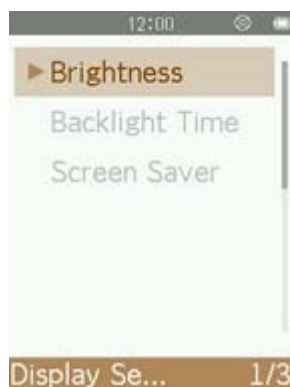 12:00
Brightness
Backlight Time
Screen Saver
Display Se... 1/3